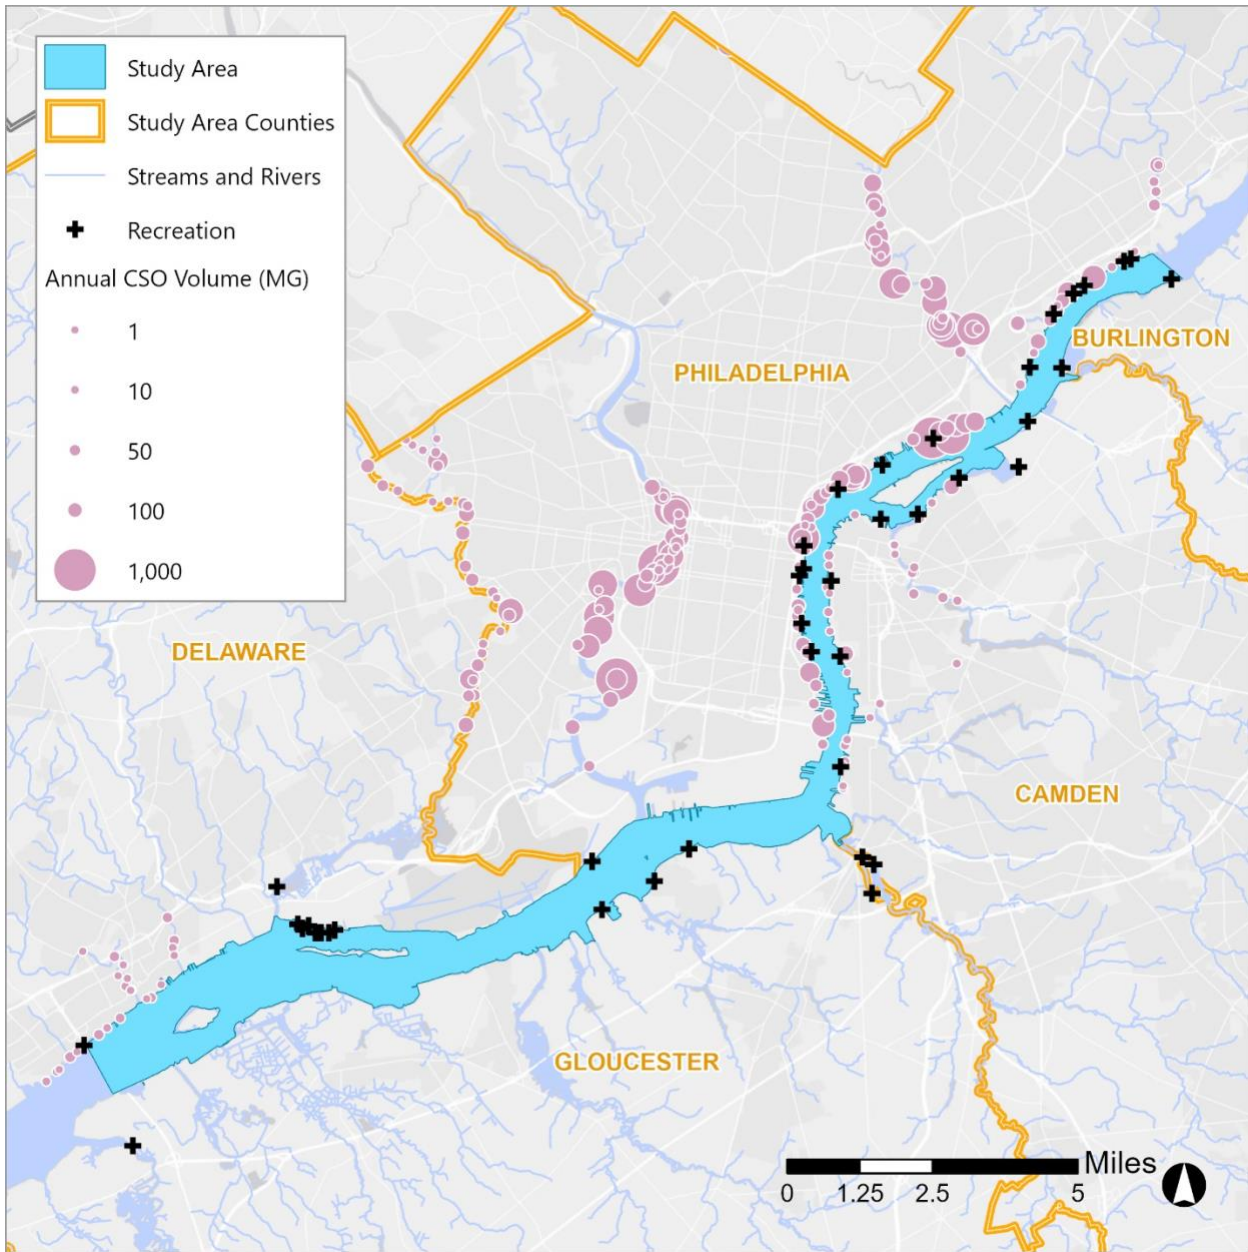 Study Area
Study Area Counties
Streams and Rivers
Recreation
Annual CSO Volume (MG)
1
10
50
100
1,000
BURLINGTON
PHILADELPHIA
DELAWARE
CAMDEN
GLOUCESTER
Miles
0 1.25 2.5 5